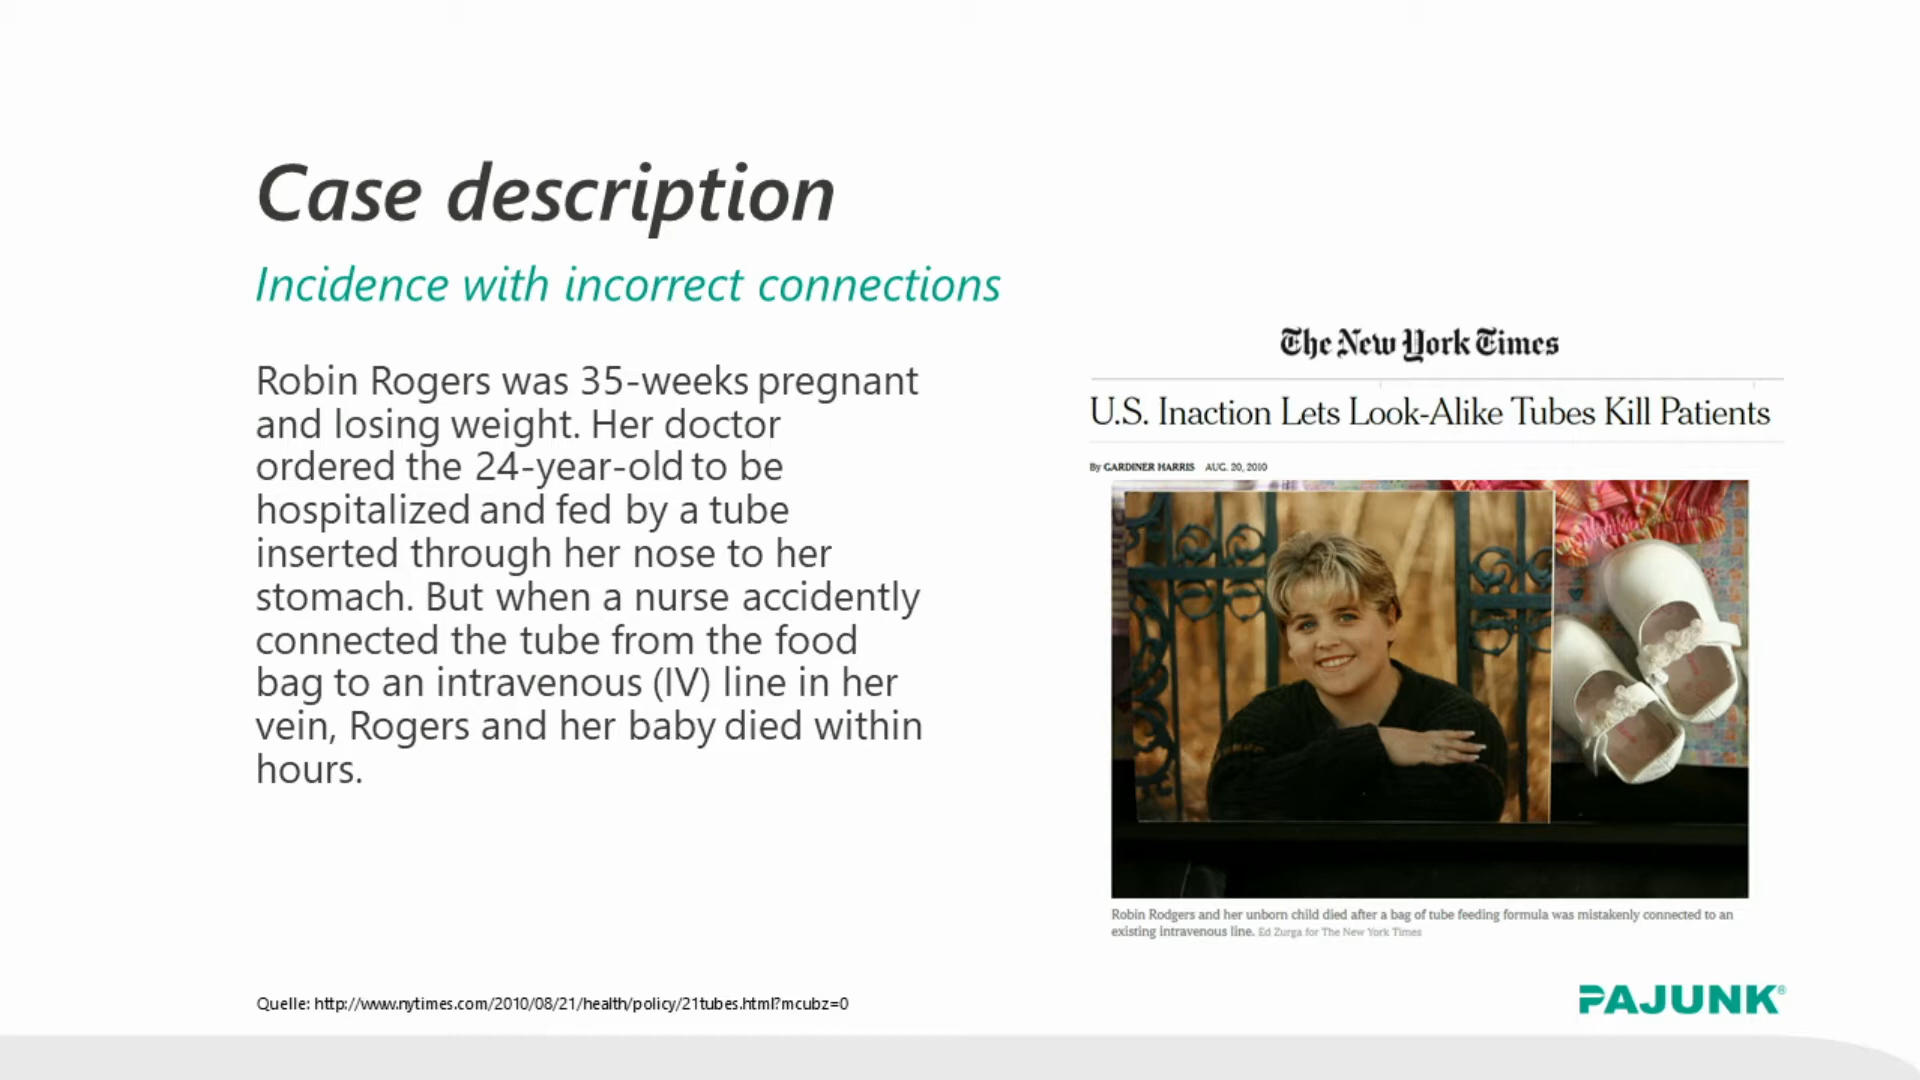 Case description
Incidence with incorrect connections
Robin Rogers was 35-weeks pregnant
and losing weight. Her doctor
ordered the 24-year-old to be
hospitalized and fed by a tube
inserted through her nose to her
stomach. But when a nurse accidently
connected the tube from the food
bag to an intravenous (IV) line in her
vein, Rogers and her baby died within
hours.
The New York Times
U.S. Inaction Lets Look-Alike Tubes Kill Patients
By GARDINER HARRIS AUG. 20, 2010
Robin Rodgers and her unborn child died after a bag of tube feeding formula was mistakenly connected to an
existing intravenous line. Ed Zurga for The New York Times
Quelle: http://www.nytimes.com/2010/08/21/health/policy/21tubes.html?mcubz=0
PAJUNK®